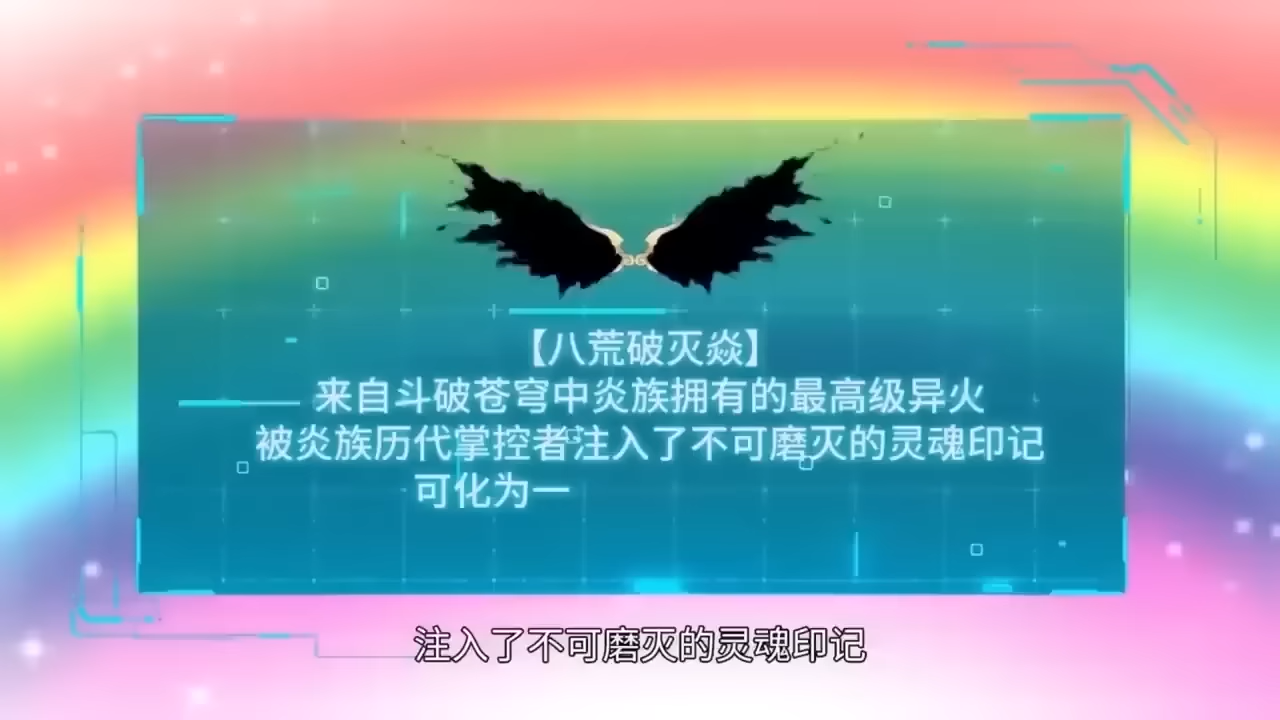 【八荒破灭焱】
来自斗破苍穹中炎族拥有的最高级异火
被炎族历代掌控者注入了不可磨灭的灵魂印记
可化为一
注入了不可磨灭的灵魂印记